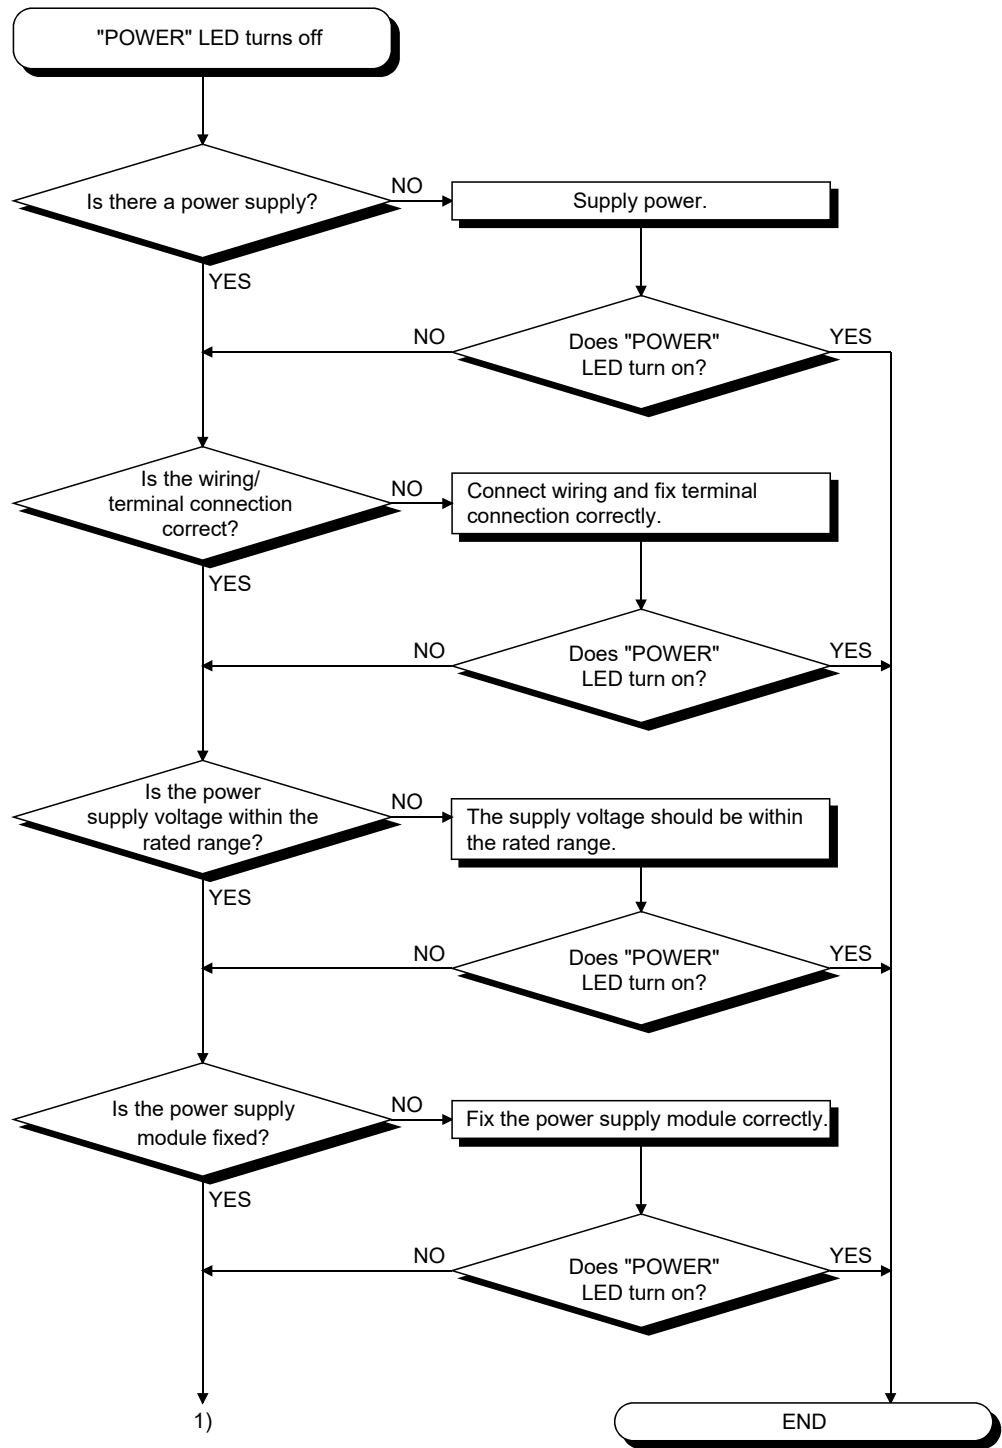 "POWER" LED turns off
Is there a power supply?
NO
Supply power.
YES
NO
Does "POWER"
LED turn on?
YES
Is the wiring/
terminal connection
correct?
NO
Connect wiring and fix terminal
connection correctly.
YES
NO
Does "POWER"
LED turn on?
YES
Is the power
supply voltage within the
rated range?
NO
The supply voltage should be within
the rated range.
YES
NO
Does "POWER"
LED turn on?
YES
Is the power supply
module fixed?
NO
Fix the power supply module correctly.
YES
NO
Does "POWER"
LED turn on?
YES
1)
END